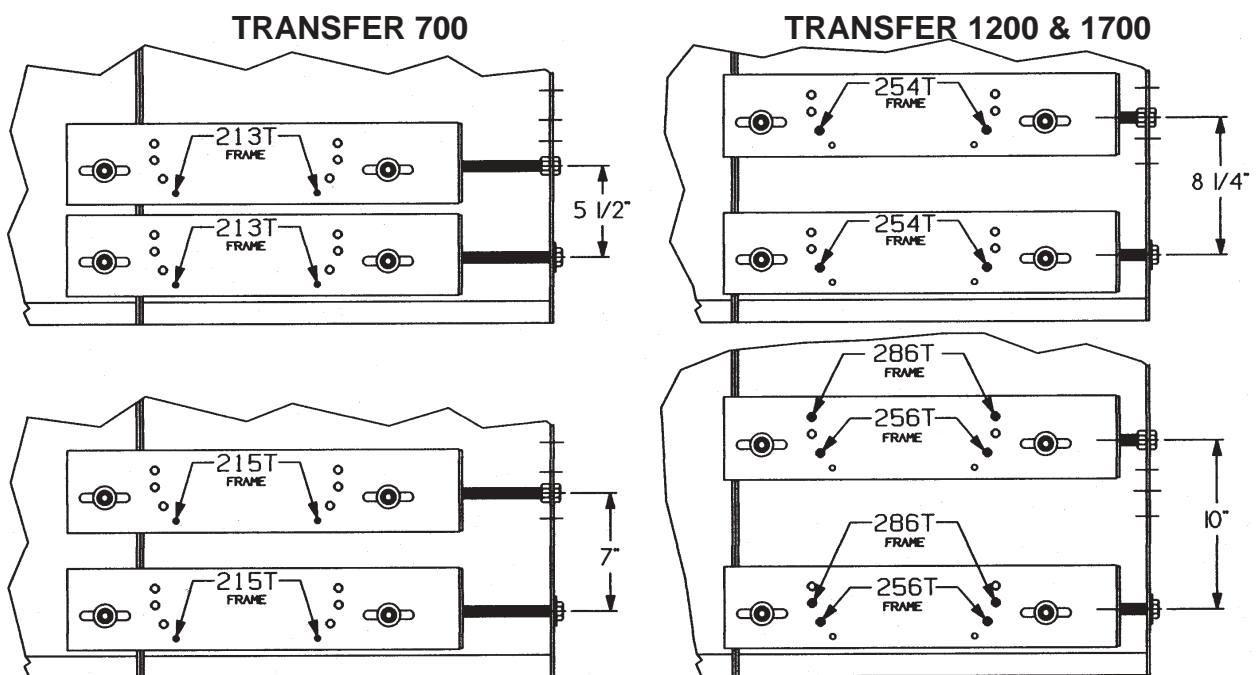 TRANSFER 700
213T
FRAME
213T
FRAME
5 1/2"
215T
FRAME
215T
FRAME
7"
TRANSFER 1200 & 1700
254T
FRAME
254T
FRAME
8 1/4"
286T
FRAME
256T
FRAME
286T
FRAME
256T
FRAME
10"